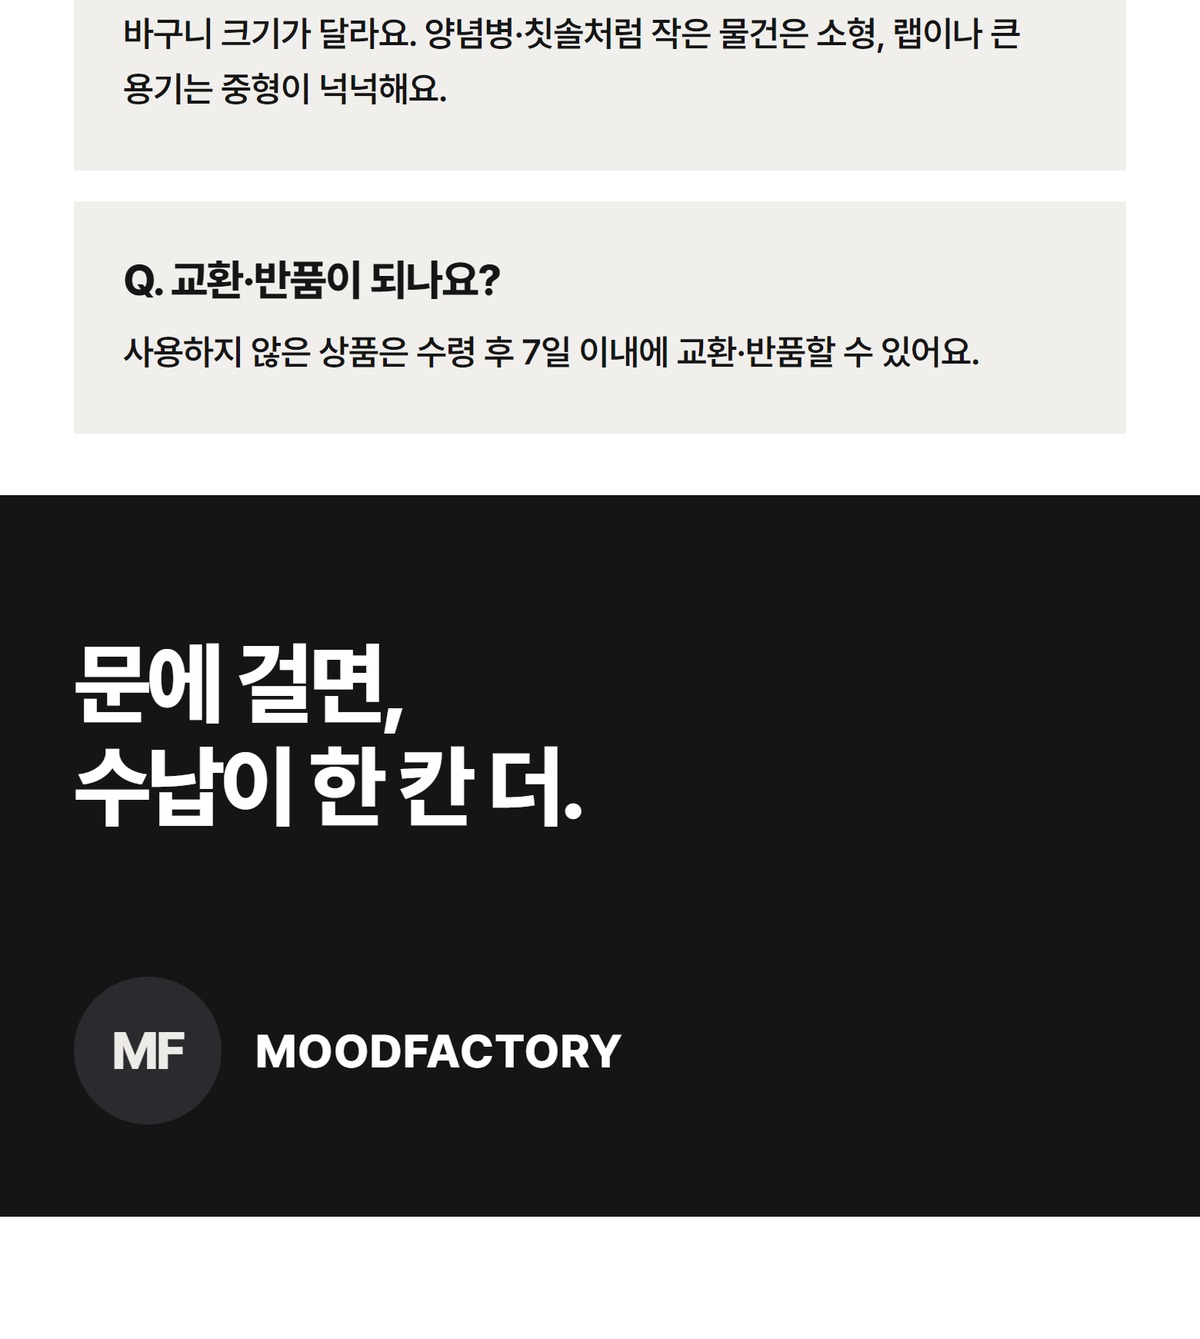 바구니 크기가 달라요. 양념병·칫솔처럼 작은 물건은 소형, 랩이나 큰
용기는 중형이 넉넉해요.
Q. 교환·반품이 되나요?
사용하지 않은 상품은 수령 후 7일 이내에 교환·반품할 수 있어요.
문에 걸면,
수납이 한 칸 더.
MF MOODFACTORY